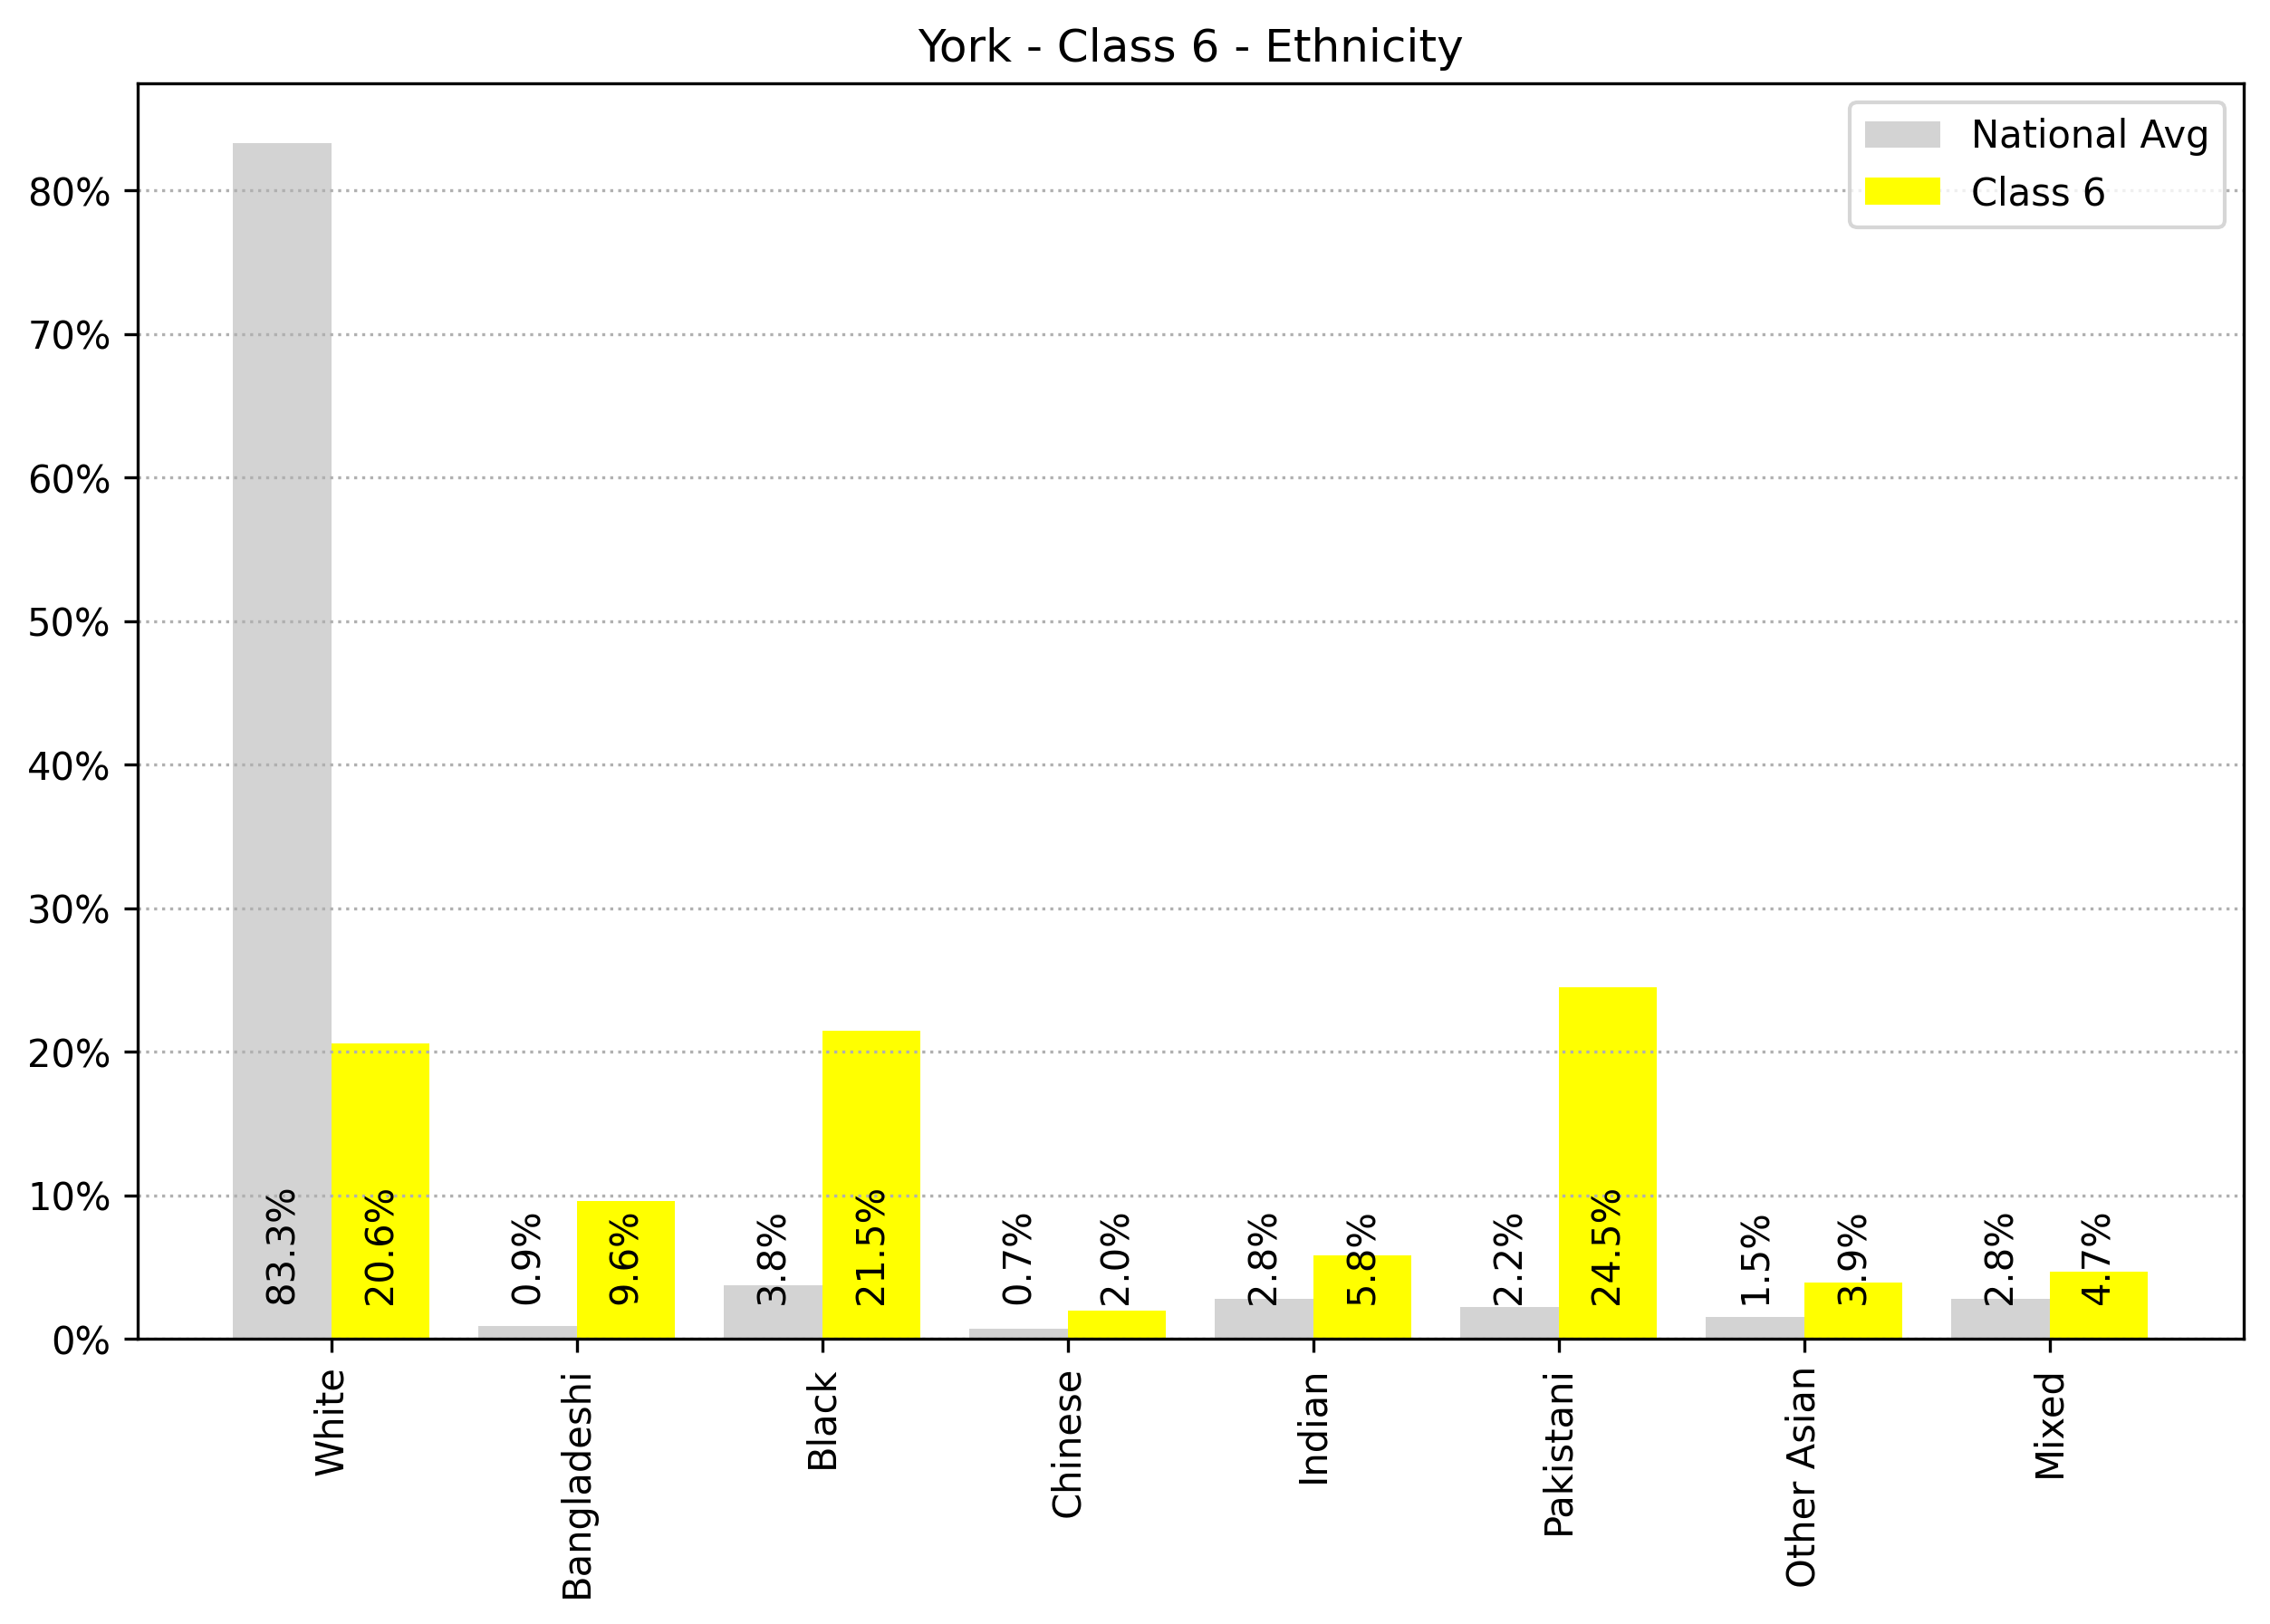 York - Class 6 - Ethnicity
National Avg
Class 6
80%
70%
60%
50%
40%
30%
20%
10%
0%
83.3%
20.6%
0.9%
9.6%
3.8%
21.5%
0.7%
2.0%
2.8%
5.8%
2.2%
24.5%
1.5%
3.9%
2.8%
4.7%
White
Bangladeshi
Black
Chinese
Indian
Pakistani
Other Asian
Mixed